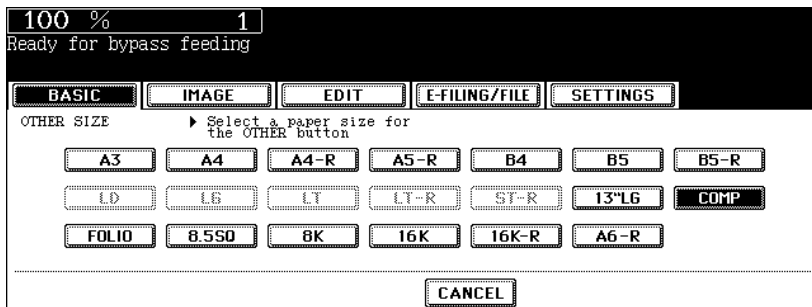 100 % 1
Ready for bypass feeding
BASIC IMAGE EDIT E-FILING/FILE SETTINGS
OTHER SIZE ▶ Select a paper size for
the OTHER button
A3 A4 A4-R A5-R B4 B5 B5-R
LD LG LT LT-R ST-R 13"LG COMP
FOLIO 8.5SQ 8K 16K 16K-R A6-R
CANCEL